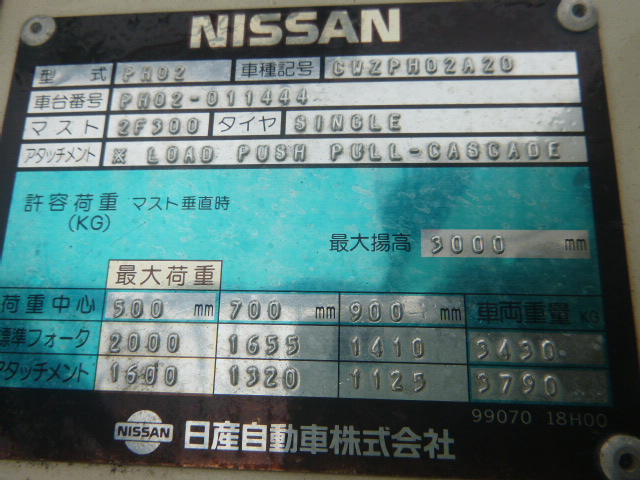 NISSAN
型式 PH02 車種記号 CWZPH02A20
車台番号 PH02-011444
マスト 2F300 タイヤ SINGLE
アタッチメント ※ LOAD PUSH PULL-CASCADE
許容荷重 マスト垂直時
(KG)
最大揚高 3000 mm
最大荷重
荷重中心 500 mm 700 mm 900 mm 車両重量 KG
標準フォーク 2000 1655 1410 3430
アタッチメント 1600 1320 1125 3790
99070 18H00
NISSAN 日産自動車株式会社